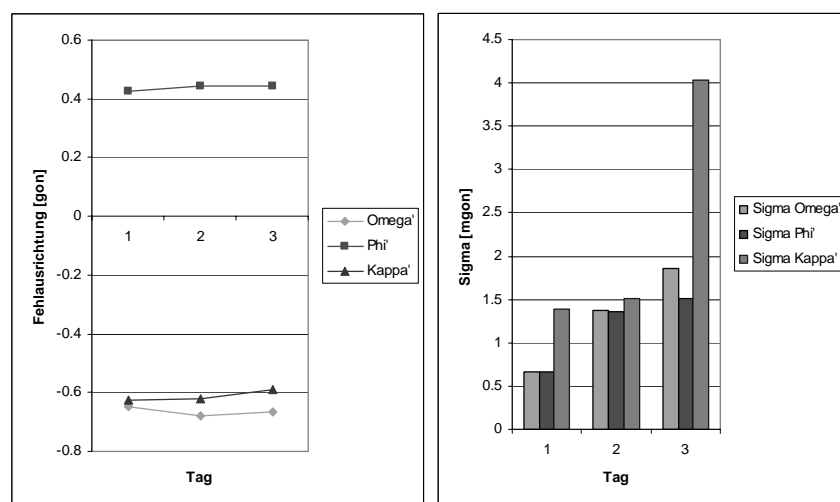 0.6
0.4
0.2
0
-0.2
-0.4
-0.6
-0.8
1 2 3
Fehlausrichtung [gon]
Tag
Omega'
Phi'
Kappa'
4.5
4
3.5
3
2.5
2
1.5
1
0.5
0
1 2 3
Sigma [mgon]
Tag
Sigma Omega'
Sigma Phi'
Sigma Kappa'